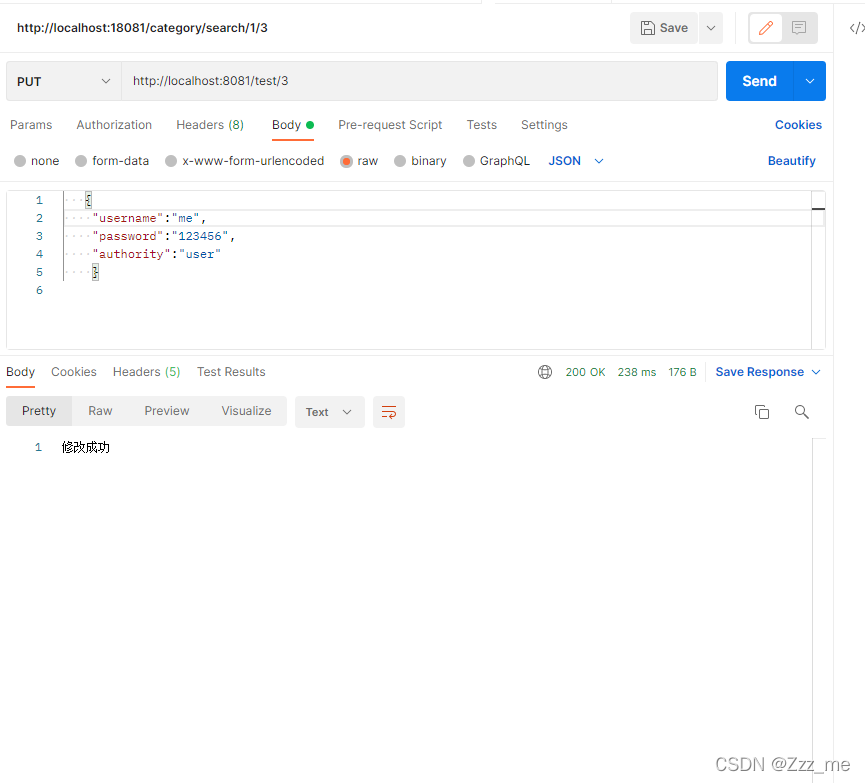 http://localhost:18081/category/search/1/3 Save
PUT http://localhost:8081/test/3 Send
Params Authorization Headers (8) Body Pre-request Script Tests Settings Cookies
none form-data x-www-form-urlencoded raw binary GraphQL JSON Beautify
1 {
2 "username":"me",
3 "password":"123456",
4 "authority":"user"
5 }
6
Body Cookies Headers (5) Test Results 200 OK 238 ms 176 B Save Response
Pretty Raw Preview Visualize Text
1 修改成功
CSDN @Zzz_me